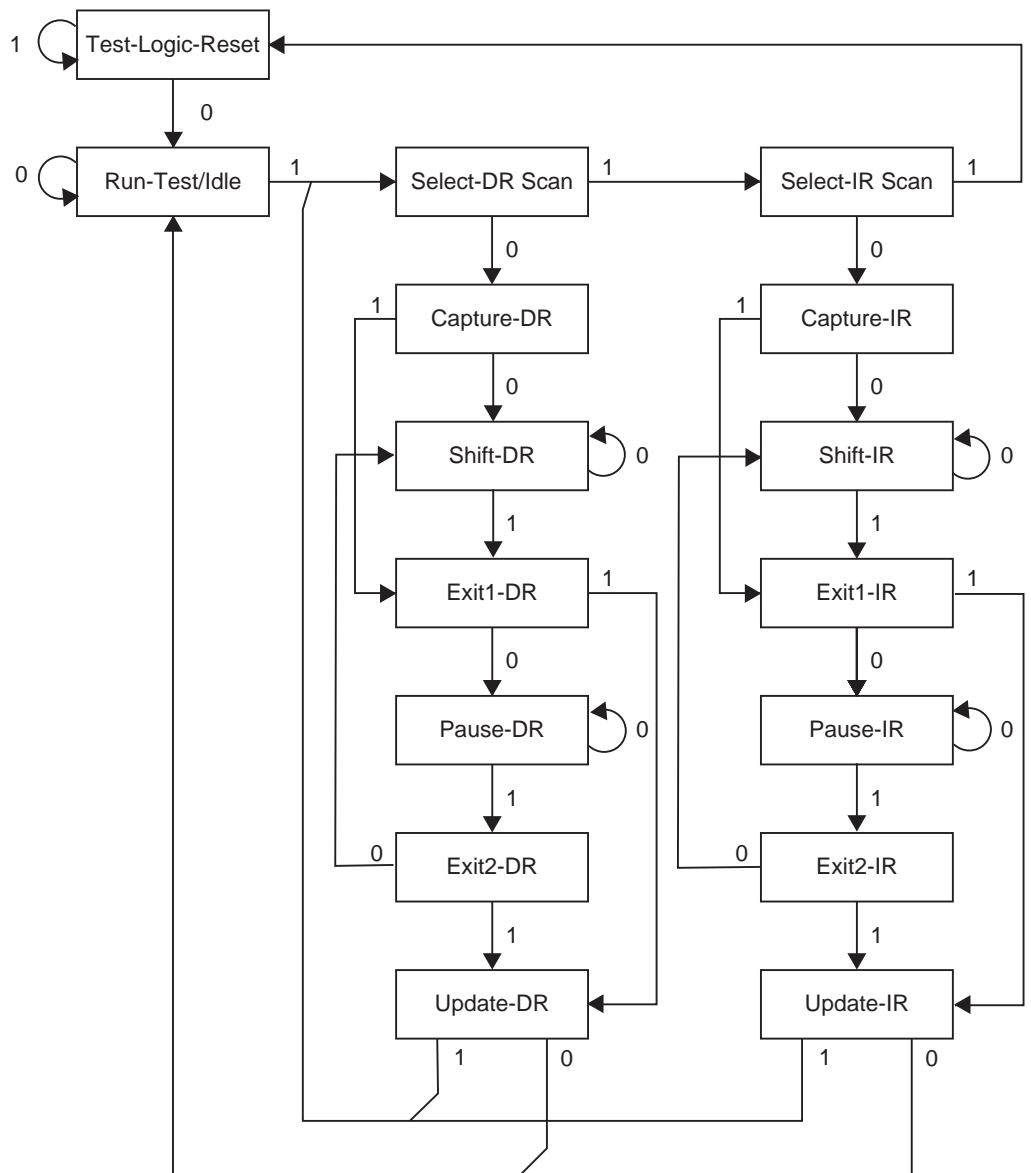 1 Test-Logic-Reset
0
0 Run-Test/Idle 1 Select-DR Scan 1 Select-IR Scan 1
0 0
1 Capture-DR 1 Capture-IR
0 0
Shift-DR 0 Shift-IR 0
1 1
Exit1-DR 1 Exit1-IR 1
0 0
Pause-DR 0 Pause-IR 0
1 1
0 Exit2-DR 0 Exit2-IR
1 1
Update-DR Update-IR
1 0 1 0